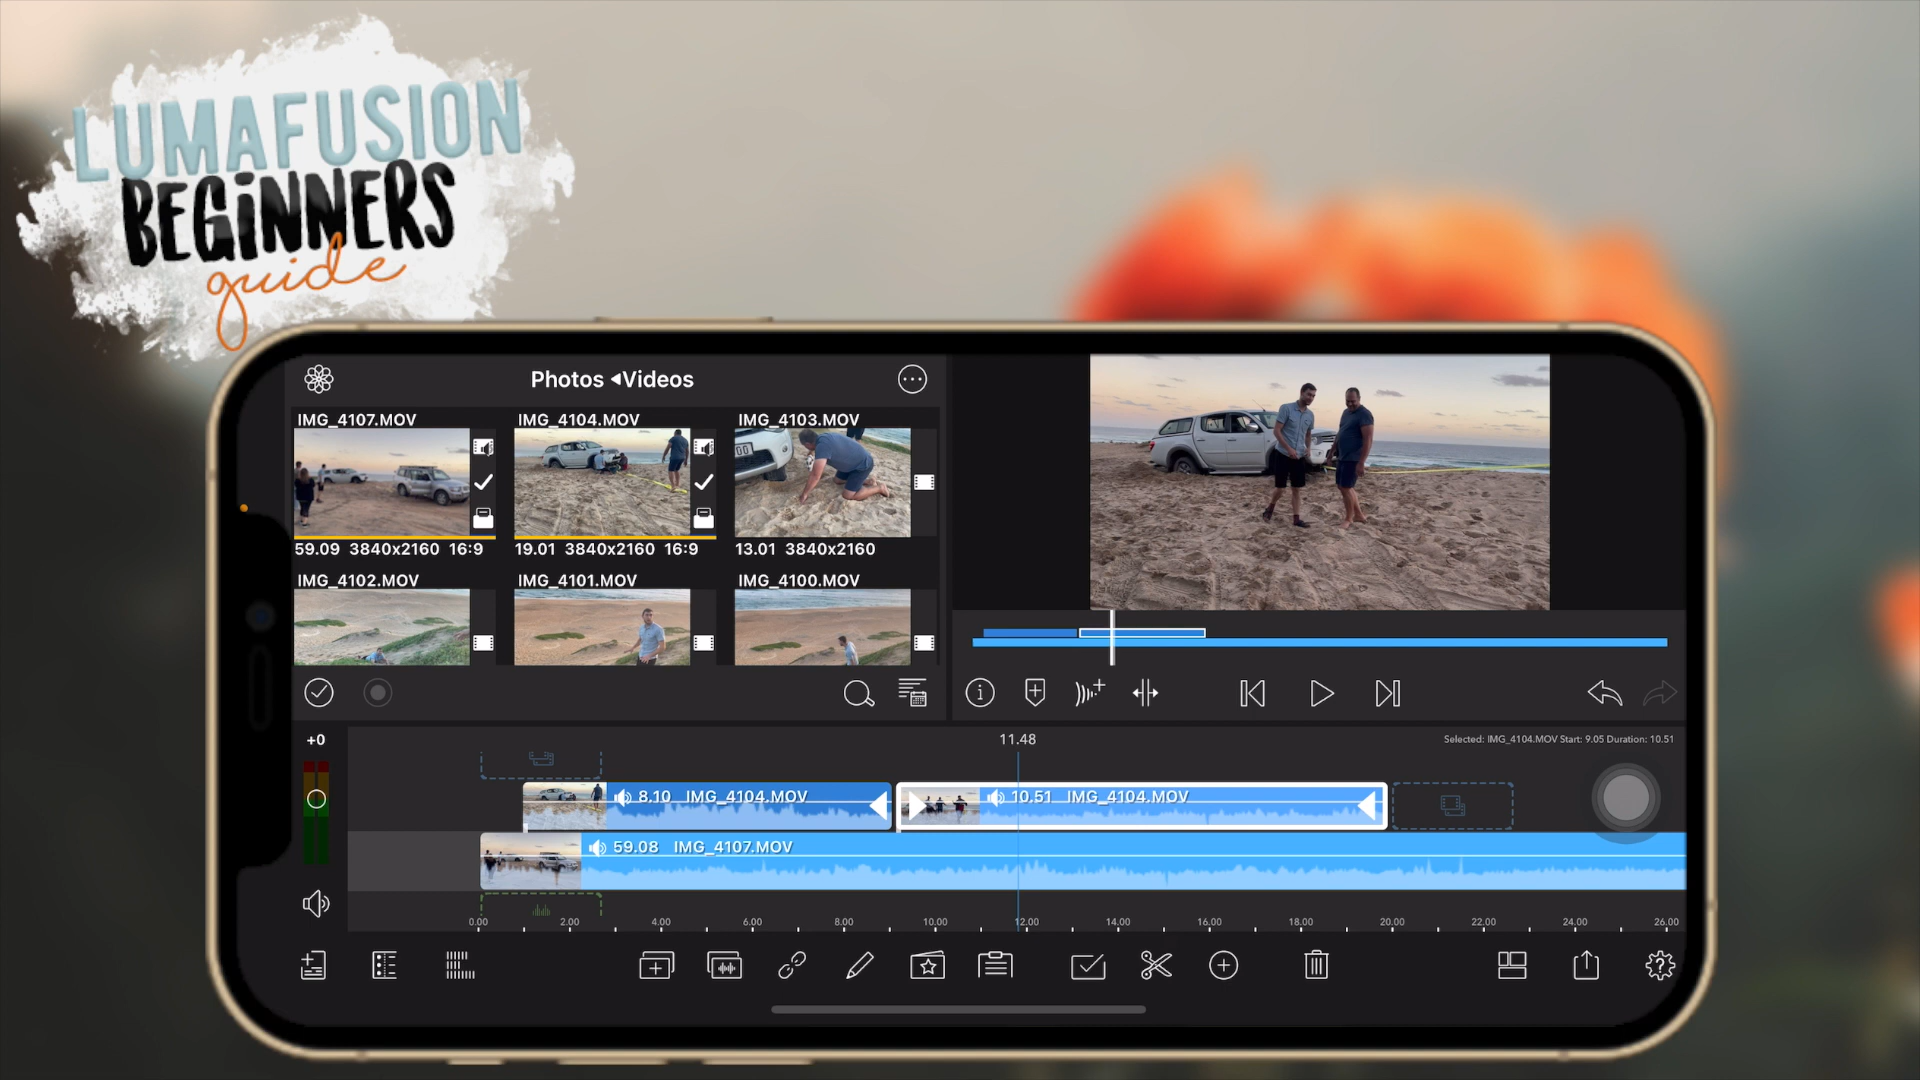 LUMAFUSION
BEGINNERS
guide
Photos ◂Videos
IMG_4107.MOV
IMG_4104.MOV
IMG_4103.MOV
59.09 3840x2160 16:9
19.01 3840x2160 16:9
13.01 3840x2160
IMG_4102.MOV
IMG_4101.MOV
IMG_4100.MOV
+0
11.48
Selected: IMG_4104.MOV Start: 9.05 Duration: 10.51
8.10 IMG_4104.MOV
10.51 IMG_4104.MOV
59.08 IMG_4107.MOV
0.00 2.00 4.00 6.00 8.00 10.00 12.00 14.00 16.00 18.00 20.00 22.00 24.00 26.00